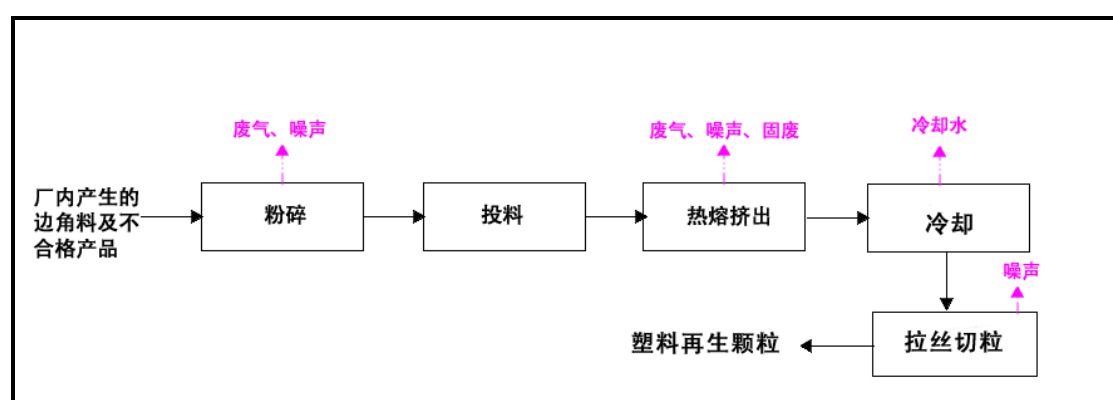 废气、噪声
废气、噪声、固废
冷却水
厂内产生的
边角料及不
合格产品
粉碎
投料
热熔挤出
冷却
噪声
塑料再生颗粒
拉丝切粒